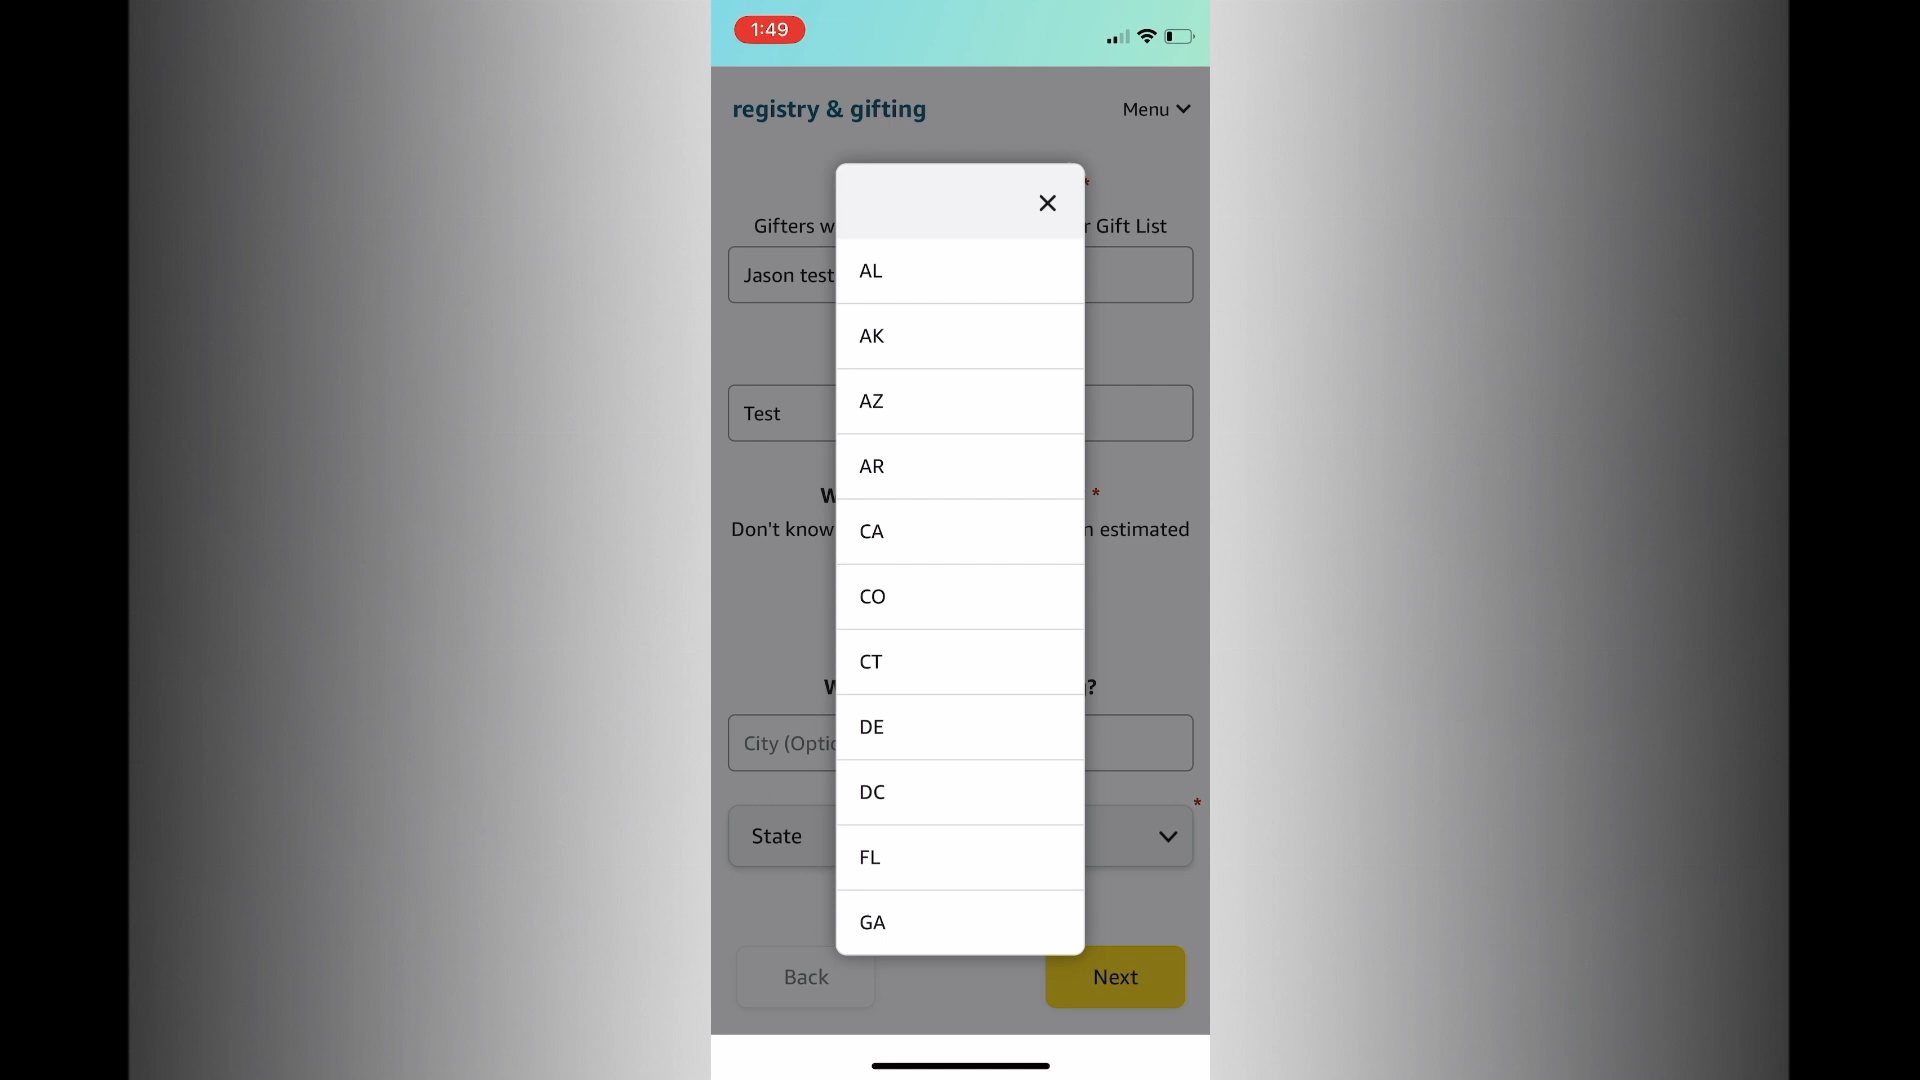 1:49
registry & gifting
Menu
*
Gifters w
r Gift List
Jason test
Test
W
*
Don't know
n estimated
W
?
City (Optio
*
State
Back
Next
AL
AK
AZ
AR
CA
CO
CT
DE
DC
FL
GA